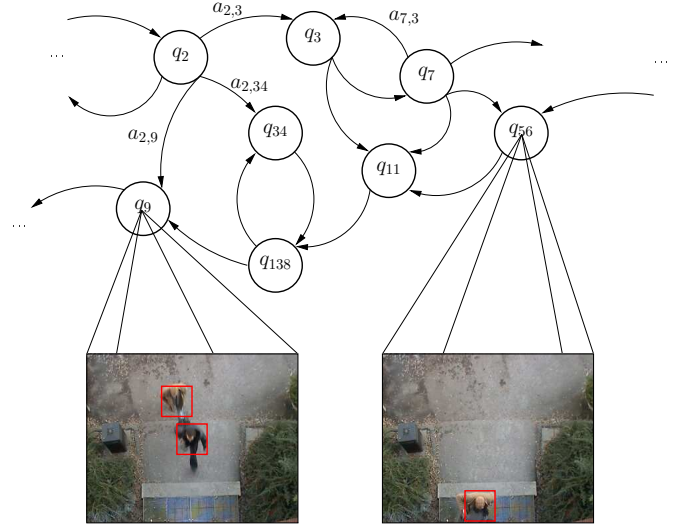 a2,3
a7,3
q3
...
q2
...
q7
a2,34
q34
a2,9
q56
q11
q9
...
q138